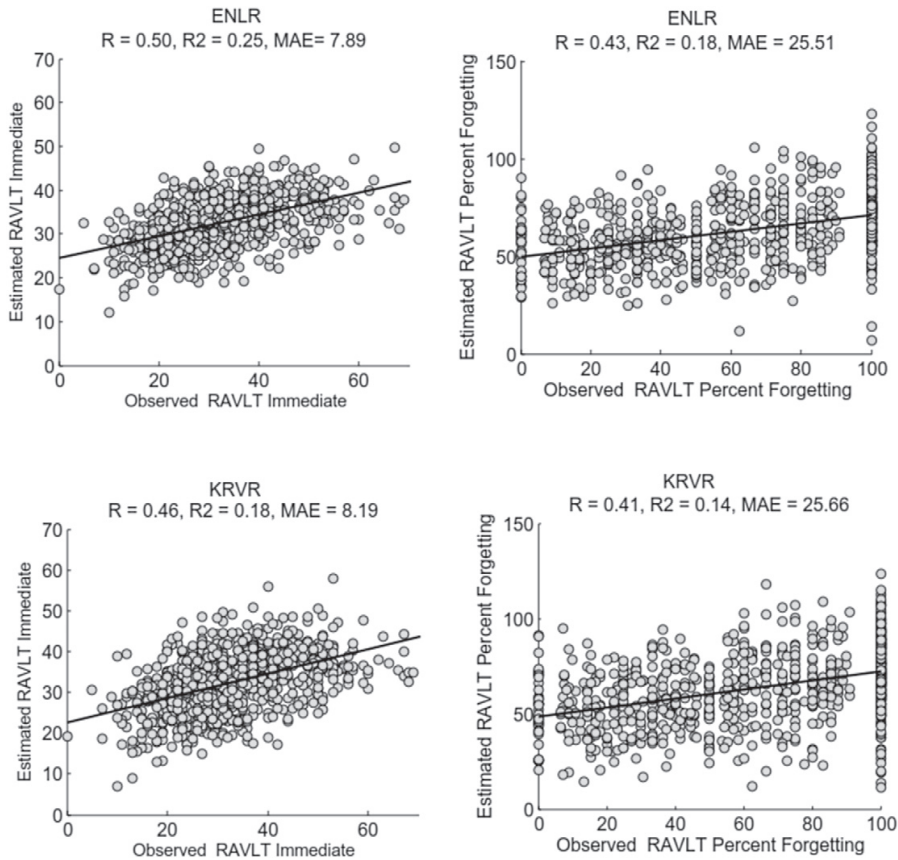 ENLR
R = 0.50, R2 = 0.25, MAE= 7.89
70
60
50
40
30
20
10
0
Estimated RAVLT Immediate
0 20 40 60
Observed RAVLT Immediate
ENLR
R = 0.43, R2 = 0.18, MAE = 25.51
150
100
50
0
Estimated RAVLT Percent Forgetting
0 20 40 60 80 100
Observed RAVLT Percent Forgetting
KRVR
R = 0.46, R2 = 0.18, MAE = 8.19
70
60
50
40
30
20
10
0
Estimated RAVLT Immediate
0 20 40 60
Observed RAVLT Immediate
KRVR
R = 0.41, R2 = 0.14, MAE = 25.66
150
100
50
0
Estimated RAVLT Percent Forgetting
0 20 40 60 80 100
Observed RAVLT Percent Forgetting